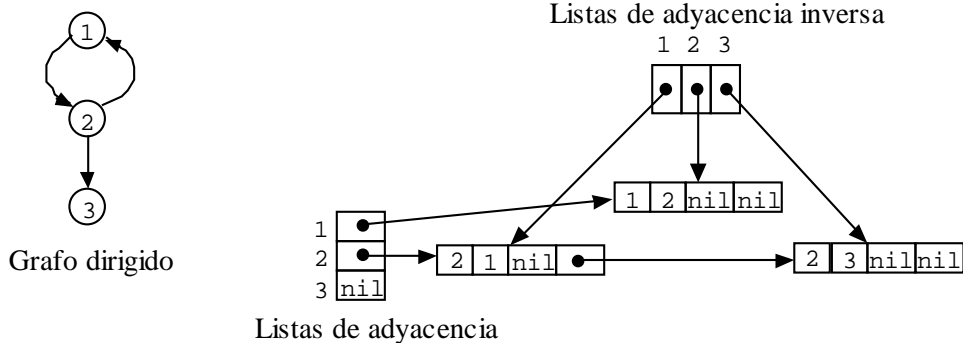 Listas de adyacencia inversa
1 2 3
1
2
3
Grafo dirigido
1 2 nil nil
1
2
3 nil
2 1 nil
2 3 nil nil
Listas de adyacencia